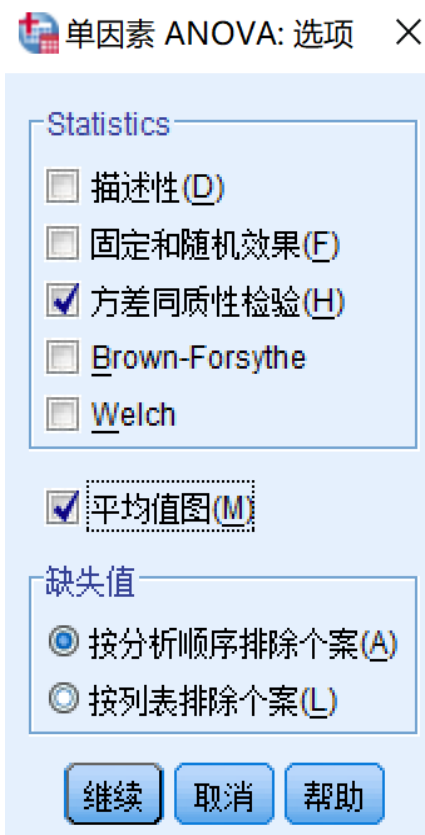 单因素 ANOVA: 选项
Statistics
描述性(D)
固定和随机效果(F)
方差同质性检验(H)
Brown-Forsythe
Welch
平均值图(M)
缺失值
按分析顺序排除个案(A)
按列表排除个案(L)
继续 取消 帮助